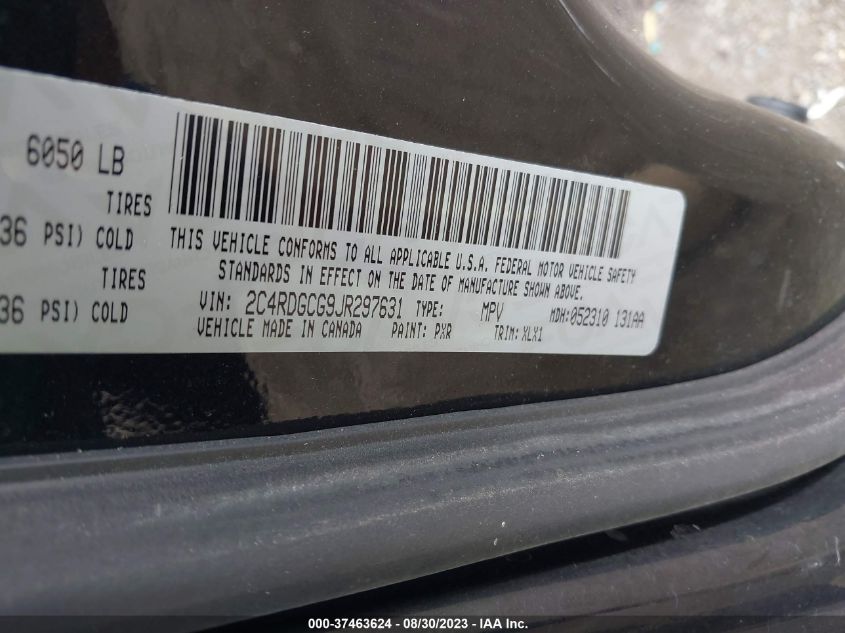 6050 LB
TIRES
36 PSI) COLD
TIRES
36 PSI) COLD
THIS VEHICLE CONFORMS TO ALL APPLICABLE U.S.A. FEDERAL MOTOR VEHICLE SAFETY
STANDARDS IN EFFECT ON THE DATE OF MANUFACTURE SHOWN ABOVE.
VIN: 2C4RDGCG9JR297631 TYPE: MPV MDH:052310 131AA
VEHICLE MADE IN CANADA PAINT: PXR TRIM:XLX1
000-37463624 - 08/30/2023 - IAA Inc.